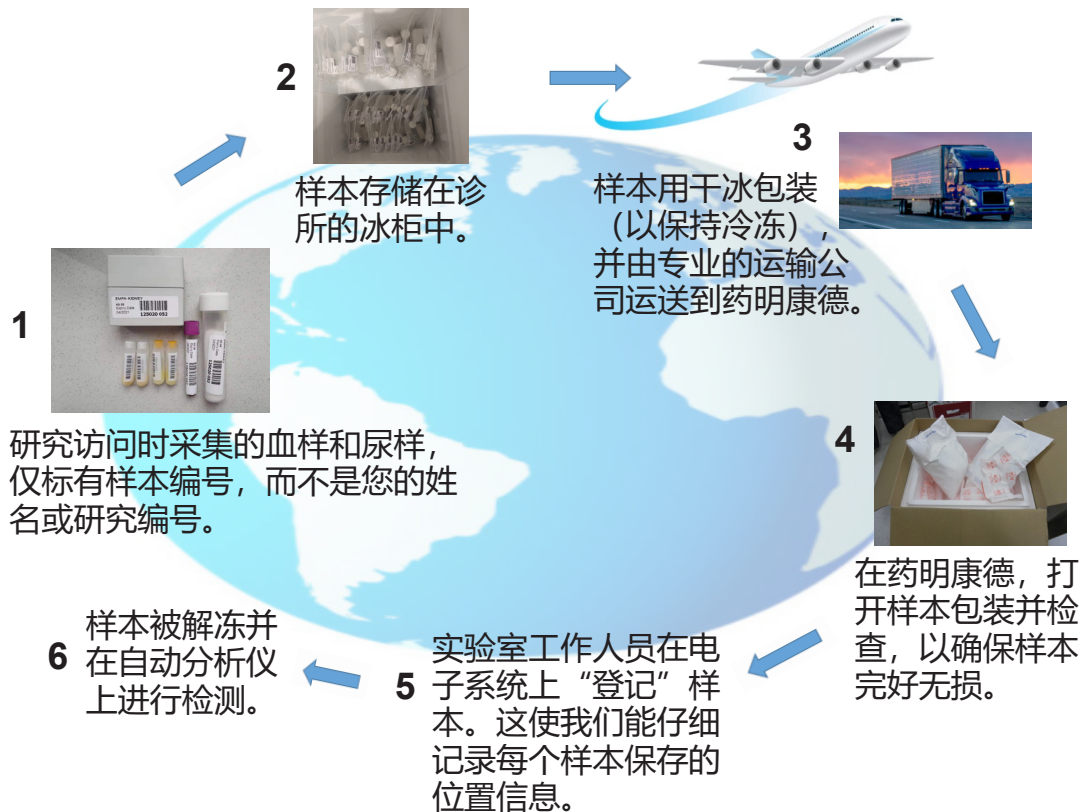 1
EMPA-KIDNEY
125020 092
研究访问时采集的血样和尿样，
仅标有样本编号，而不是您的姓
名或研究编号。
2
样本存储在诊
所的冰柜中。
3
样本用干冰包装
（以保持冷冻），
并由专业的运输公
司运送到药明康德。
4
在药明康德，打
开样本包装并检
查，以确保样本
完好无损。
5
实验室工作人员在电
子系统上“登记”样
本。这使我们能仔细
记录每个样本保存的
位置信息。
6
样本被解冻并
在自动分析仪
上进行检测。